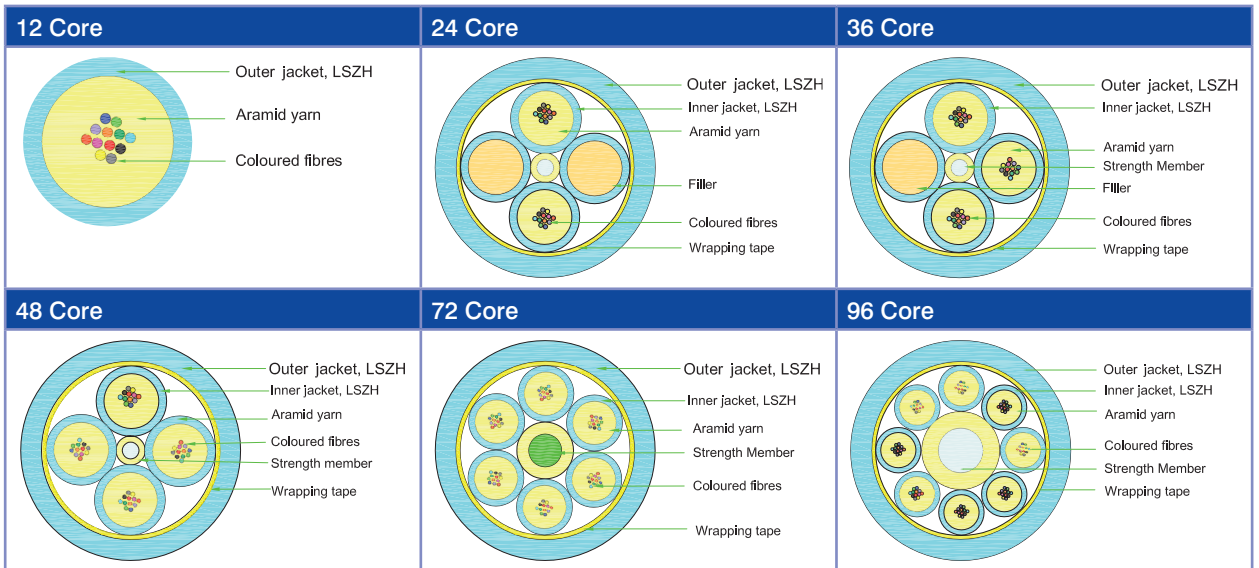 12 Core
Outer jacket, LSZH
Aramid yarn
Coloured fibres
24 Core
Outer jacket, LSZH
Inner jacket, LSZH
Aramid yarn
Filler
Coloured fibres
Wrapping tape
36 Core
Outer jacket, LSZH
Inner jacket, LSZH
Aramid yarn
Strength Member
FIller
Coloured fibres
Wrapping tape
48 Core
Outer jacket, LSZH
Inner jacket, LSZH
Aramid yarn
Coloured fibres
Strength member
Wrapping tape
72 Core
Outer jacket, LSZH
Inner jacket, LSZH
Aramid yarn
Strength Member
Coloured fibres
Wrapping tape
96 Core
Outer jacket, LSZH
Inner jacket, LSZH
Aramid yarn
Coloured fibres
Strength Member
Wrapping tape